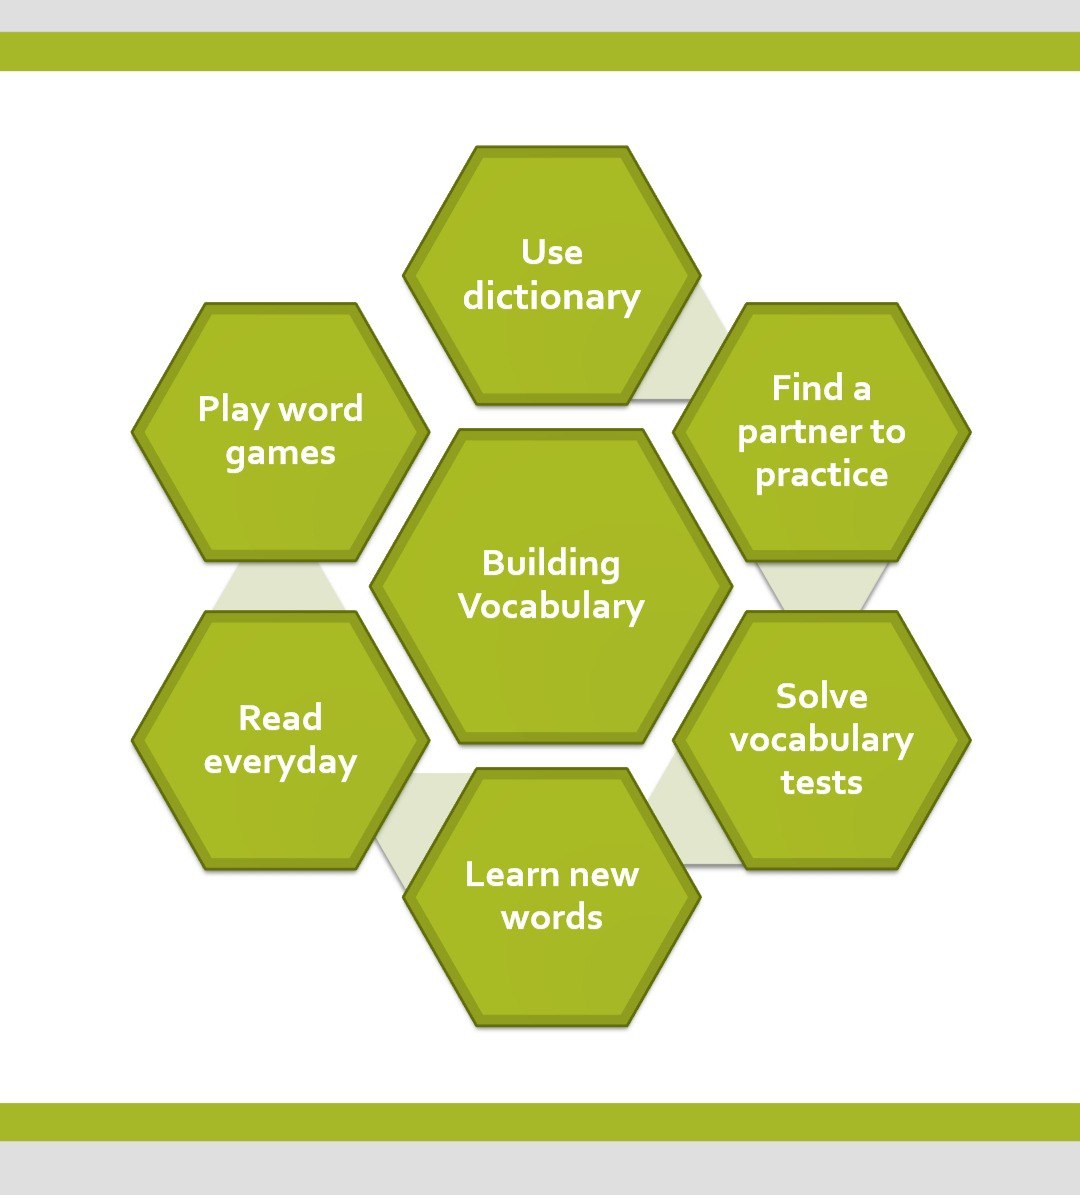 Use
dictionary
Find a
partner to
practice
Solve
vocabulary
tests
Learn new
words
Read
everyday
Play word
games
Building
Vocabulary